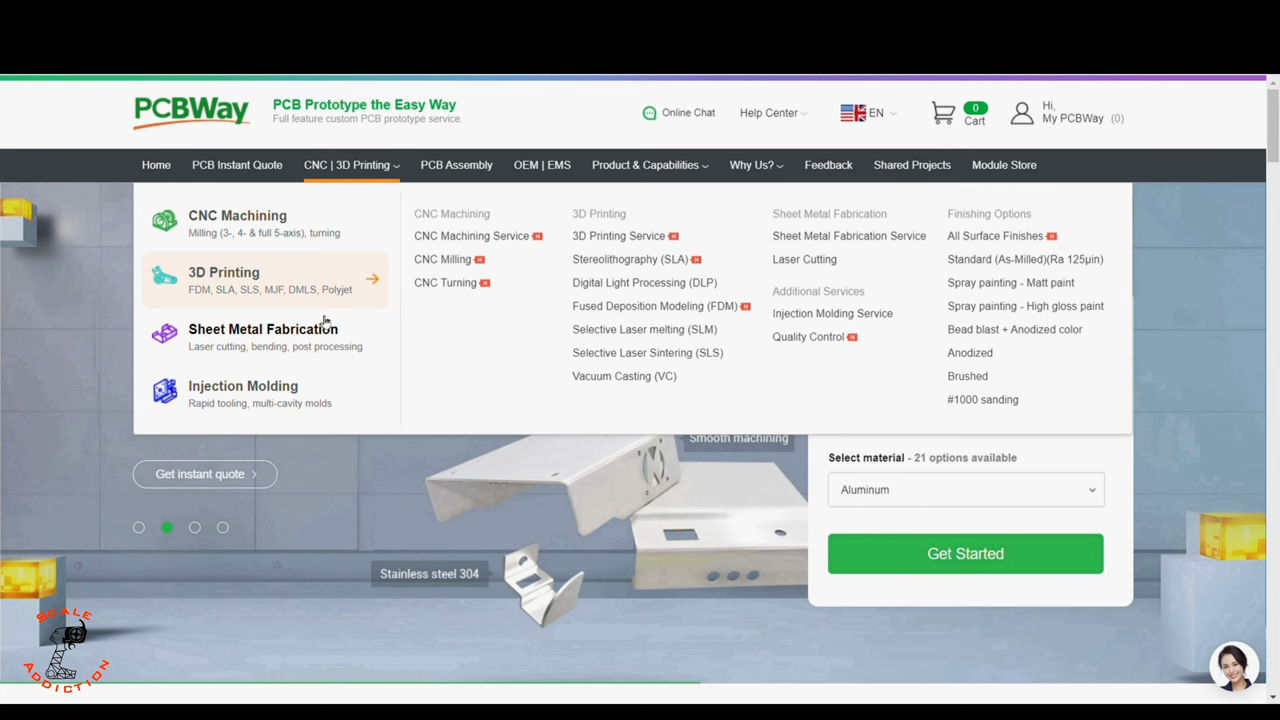 PCBWay
PCB Prototype the Easy Way
Full feature custom PCB prototype service.
Online Chat
Help Center
EN
0
Cart
Hi,
My PCBWay (0)
Home
PCB Instant Quote
CNC | 3D Printing
PCB Assembly
OEM | EMS
Product & Capabilities
Why Us?
Feedback
Shared Projects
Module Store
CNC Machining
Milling (3-, 4- & full 5-axis), turning
3D Printing
FDM, SLA, SLS, MJF, DMLS, Polyjet
Sheet Metal Fabrication
Laser cutting, bending, post processing
Injection Molding
Rapid tooling, multi-cavity molds
CNC Machining
CNC Machining Service H
CNC Milling H
CNC Turning H
3D Printing
3D Printing Service H
Stereolithography (SLA) H
Digital Light Processing (DLP)
Fused Deposition Modeling (FDM) H
Selective Laser melting (SLM)
Selective Laser Sintering (SLS)
Vacuum Casting (VC)
Sheet Metal Fabrication
Sheet Metal Fabrication Service
Laser Cutting
Additional Services
Injection Molding Service
Quality Control H
Finishing Options
All Surface Finishes H
Standard (As-Milled)(Ra 125µin)
Spray painting - Matt paint
Spray painting - High gloss paint
Bead blast + Anodized color
Anodized
Brushed
#1000 sanding
Smooth machining
Get instant quote
Stainless steel 304
Select material - 21 options available
Aluminum
Get Started
SCALE
ADDICTION